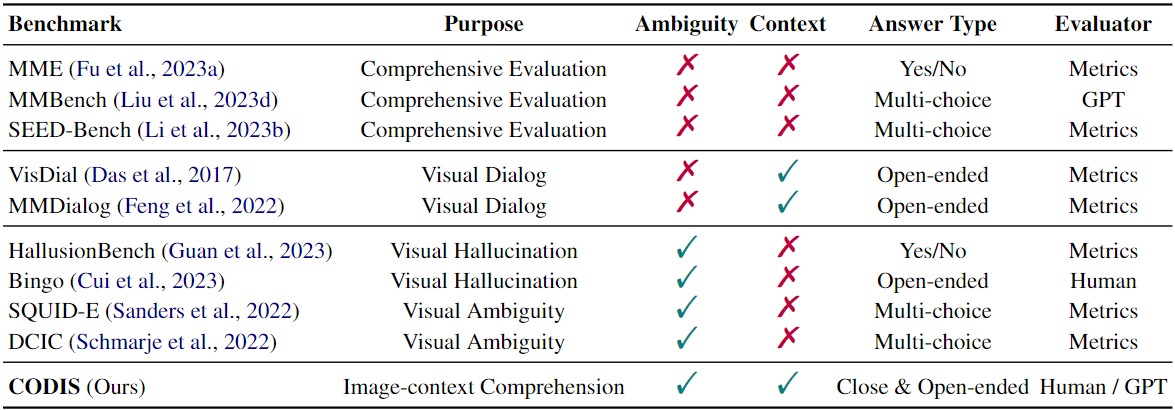 Benchmark Purpose Ambiguity Context Answer Type Evaluator
MME (Fu et al., 2023a) Comprehensive Evaluation ✗ ✗ Yes/No Metrics
MMBench (Liu et al., 2023d) Comprehensive Evaluation ✗ ✗ Multi-choice GPT
SEED-Bench (Li et al., 2023b) Comprehensive Evaluation ✗ ✗ Multi-choice Metrics
VisDial (Das et al., 2017) Visual Dialog ✗ ✓ Open-ended Metrics
MMDialog (Feng et al., 2022) Visual Dialog ✗ ✓ Open-ended Metrics
HallusionBench (Guan et al., 2023) Visual Hallucination ✓ ✗ Yes/No Metrics
Bingo (Cui et al., 2023) Visual Hallucination ✓ ✗ Open-ended Human
SQUID-E (Sanders et al., 2022) Visual Ambiguity ✓ ✗ Multi-choice Metrics
DCIC (Schmarje et al., 2022) Visual Ambiguity ✓ ✗ Multi-choice Metrics
CODIS (Ours) Image-context Comprehension ✓ ✓ Close & Open-ended Human / GPT